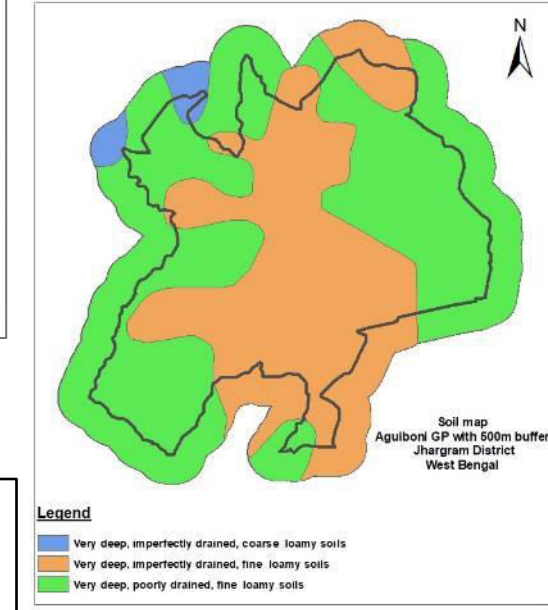 N
Soil map
Aguiboni GP with 500m buffer
Jhargram District
West Bengal
Legend
Very deep, imperfectly drained, coarse loamy soils
Very deep, imperfectly drained, fine loamy soils
Very deep, poorly drained, fine loamy soils